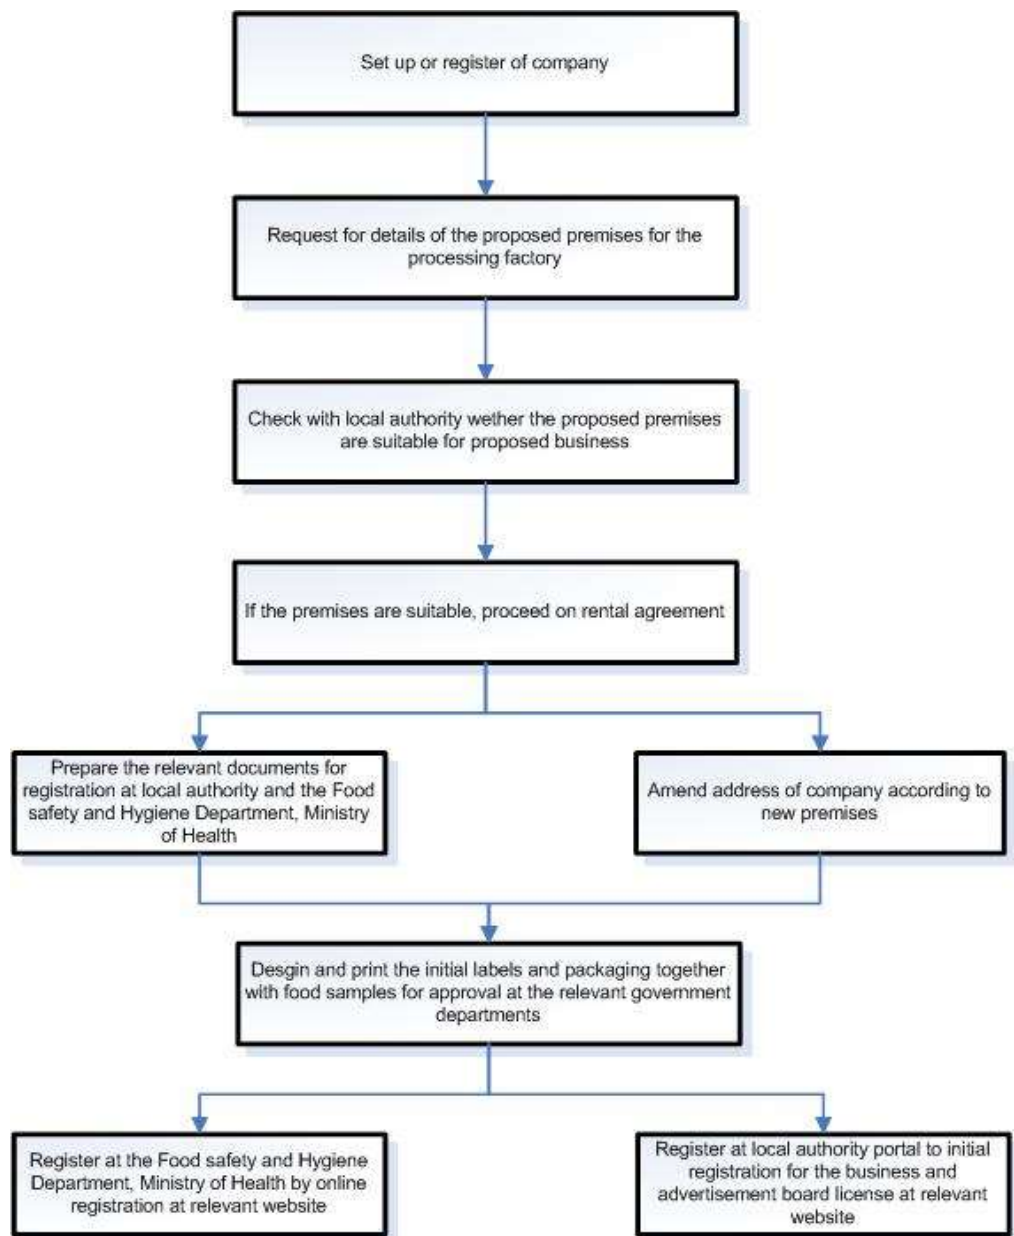 Set up or register of company
Request for details of the proposed premises for the
processing factory
Check with local authority wether the proposed premises
are suitable for proposed business
If the premises are suitable, proceed on rental agreement
Prepare the relevant documents for
registration at local authority and the Food
safety and Hygiene Department, Ministry
of Health
Amend address of company according to
new premises
Desgin and print the initial labels and packaging together
with food samples for approval at the relevant government
departments
Register at the Food safety and Hygiene
Department, Ministry of Health by online
registration at relevant website
Register at local authority portal to initial
registration for the business and
advertisement board license at relevant
website